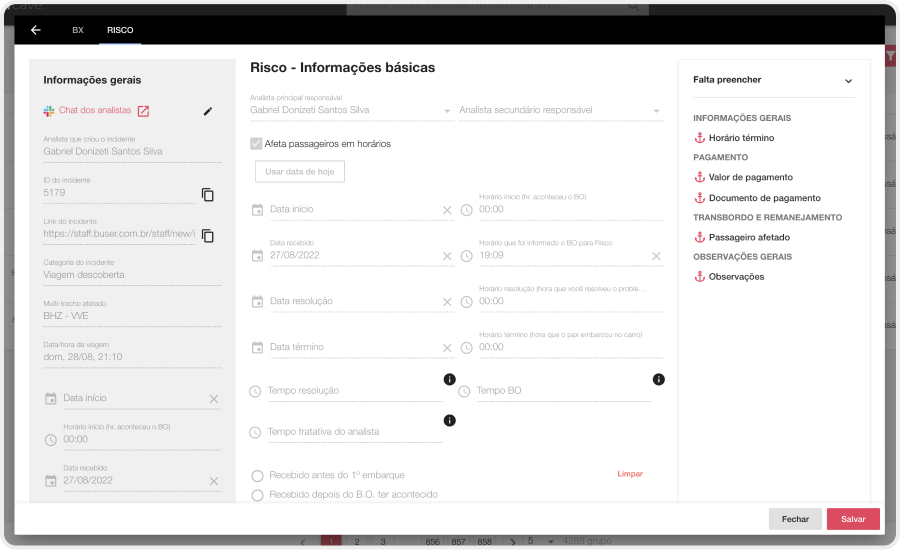 BX
RISCO
Informações gerais
Chat dos analistas
Analista que criou o incidente
Gabriel Donizeti Santos Silva
ID do incidente
5179
Link do incidente
https://staff.buser.com.br/staff/new/i
Categoria do incidente
Viagem descoberta
Multi-trecho afetado
BHZ - VVE
Data/hora da viagem
dom, 28/08, 21:10
Data início
Horário início (hr. aconteceu o BO)
00:00
Data recebido
27/08/2022
Risco - Informações básicas
Analista principal responsável
Gabriel Donizeti Santos Silva
Analista secundário responsável
Afeta passageiros em horários
Usar data de hoje
Data início
Horário início (hr. aconteceu o BO)
00:00
Data recebido
27/08/2022
Horário que foi informado o BO para Risco
19:09
Data resolução
Horário resolução (hora que você resolveu o proble...
00:00
Data término
Horário término (hora que o pax embarcou no carro)
00:00
Tempo resolução
Tempo BO
Tempo tratativa do analista
Recebido antes do 1º embarque
Limpar
Recebido depois do B.O. ter acontecido
Falta preencher
INFORMAÇÕES GERAIS
Horário término
PAGAMENTO
Valor de pagamento
Documento de pagamento
TRANSBORDO E REMANEJAMENTO
Passageiro afetado
OBSERVAÇÕES GERAIS
Observações
Fechar
Salvar
1 2 3 856 857 858 5 4288 grupo